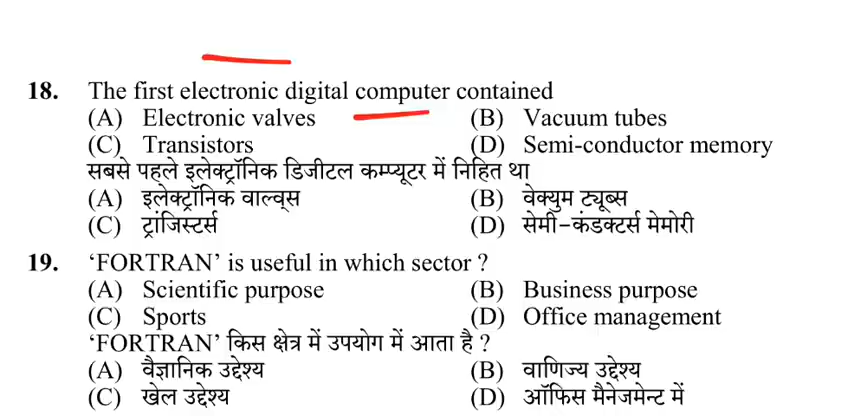 18. The first electronic digital computer contained
(A) Electronic valves (B) Vacuum tubes
(C) Transistors (D) Semi-conductor memory
सबसे पहले इलेक्ट्रॉनिक डिजीटल कम्प्यूटर में निहित था
(A) इलेक्ट्रॉनिक वाल्व्स (B) वेक्युम ट्यूब्स
(C) ट्रांजिस्टर्स (D) सेमी-कंडक्टर्स मेमोरी
19. ‘FORTRAN’ is useful in which sector ?
(A) Scientific purpose (B) Business purpose
(C) Sports (D) Office management
‘FORTRAN’ किस क्षेत्र में उपयोग में आता है ?
(A) वैज्ञानिक उद्देश्य (B) वाणिज्य उद्देश्य
(C) खेल उद्देश्य (D) ऑफिस मैनेजमेन्ट में